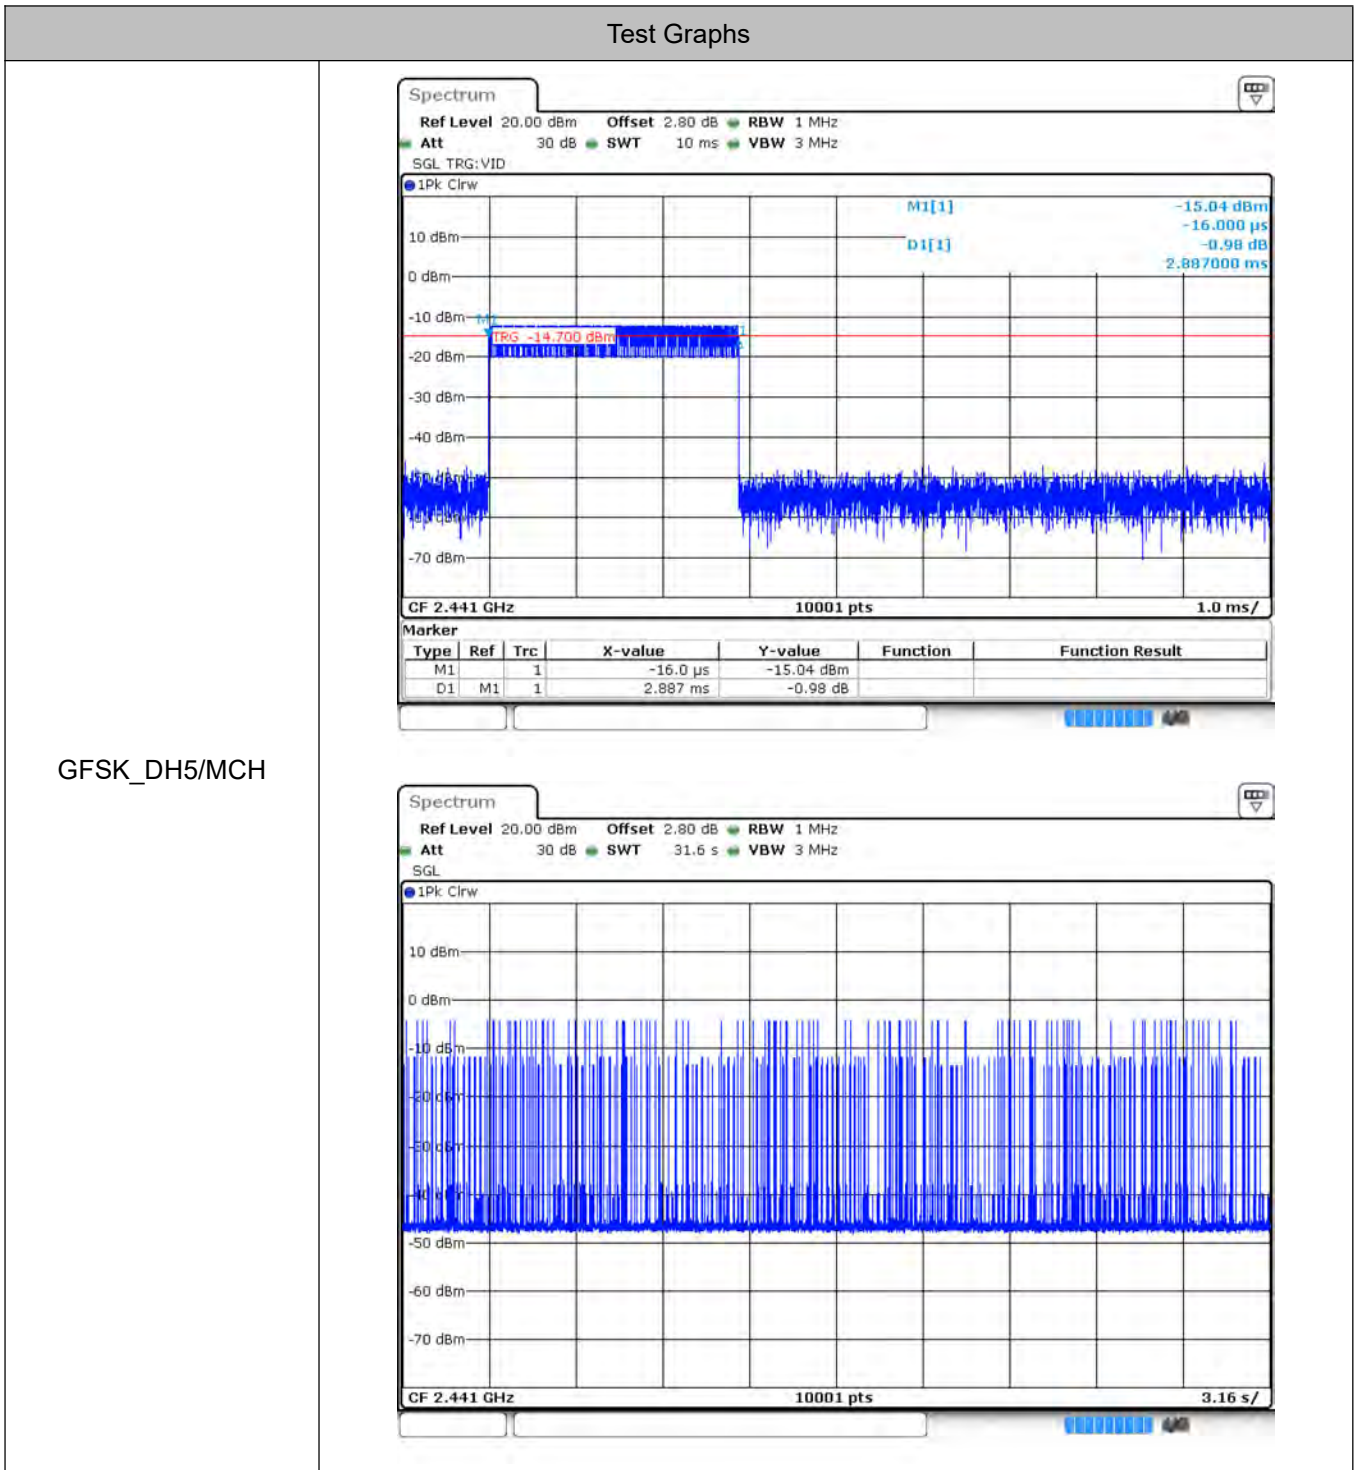 Test Graphs
GFSK_DH5/MCH
Spectrum
Ref Level 20.00 dBm Offset 2.80 dB RBW 1 MHz
Att 30 dB SWT 10 ms VBW 3 MHz
SGL TRG:VID
1Pk Clrw
M1[1] -15.04 dBm
-16.000 µs
D1[1] -0.98 dB
2.887000 ms
10 dBm
0 dBm
-10 dBm
M1
TRG -14.700 dBm
-20 dBm
-30 dBm
-40 dBm
-70 dBm
CF 2.441 GHz 10001 pts 1.0 ms/
Marker
Type Ref Trc X-value Y-value Function Function Result
M1 1 -16.0 µs -15.04 dBm
D1 M1 1 2.887 ms -0.98 dB
Spectrum
Ref Level 20.00 dBm Offset 2.80 dB RBW 1 MHz
Att 30 dB SWT 31.6 s VBW 3 MHz
SGL
1Pk Clrw
10 dBm
0 dBm
-10 dBm
-50 dBm
-60 dBm
-70 dBm
CF 2.441 GHz 10001 pts 3.16 s/